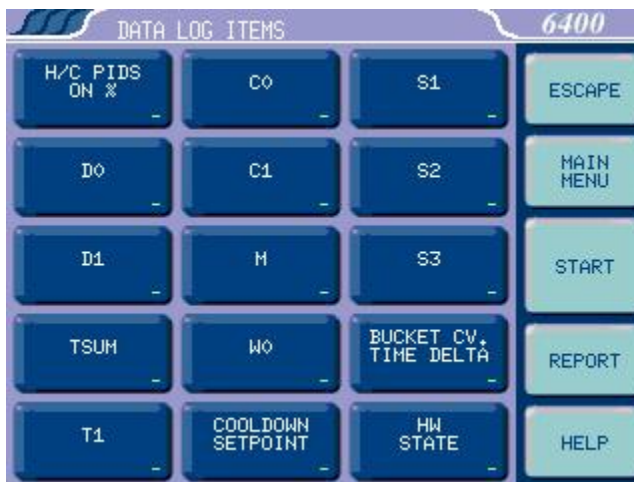 DATA LOG ITEMS
6400
H/C PIDS
ON %
C0
S1
ESCAPE
D0
C1
S2
MAIN
MENU
D1
M
S3
START
TSUM
W0
BUCKET CV.
TIME DELTA
REPORT
T1
COOLDOWN
SETPOINT
HW
STATE
HELP